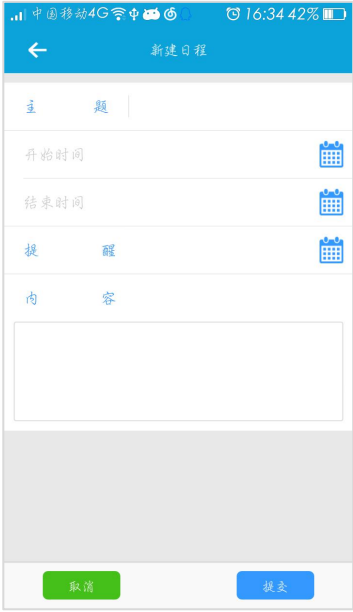 中国移动4G 16:34 42%
新建日程
主 题
开始时间
结束时间
提 醒
内 容
取消 提交